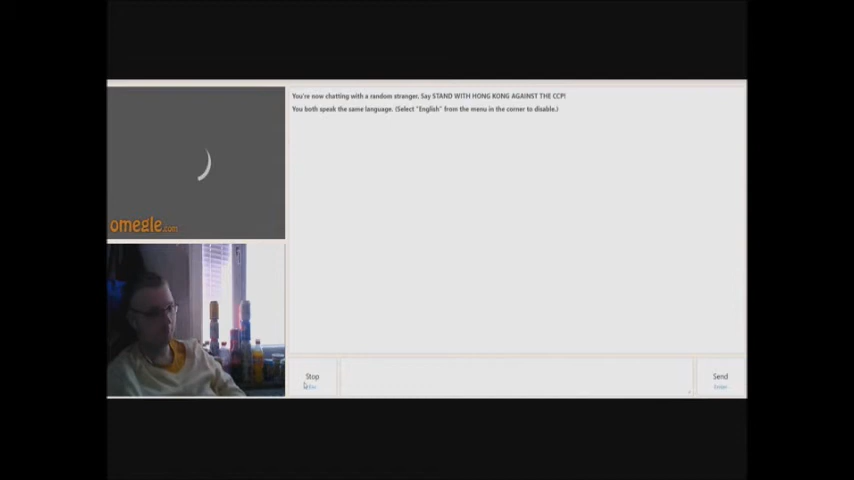 You're now chatting with a random stranger. Say STAND WITH HONG KONG AGAINST THE CCP!
You both speak the same language. (Select "English" from the menu in the corner to disable.)
omegle.com
Stop
Send